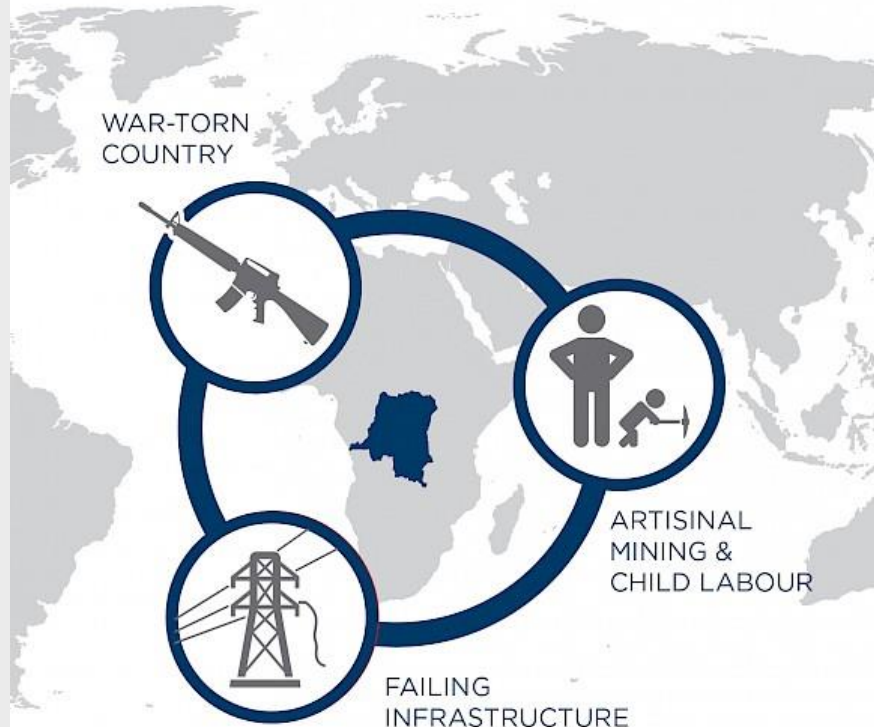 WAR-TORN
COUNTRY
ARTISINAL
MINING &
CHILD LABOUR
FAILING
INFRASTRUCTURE